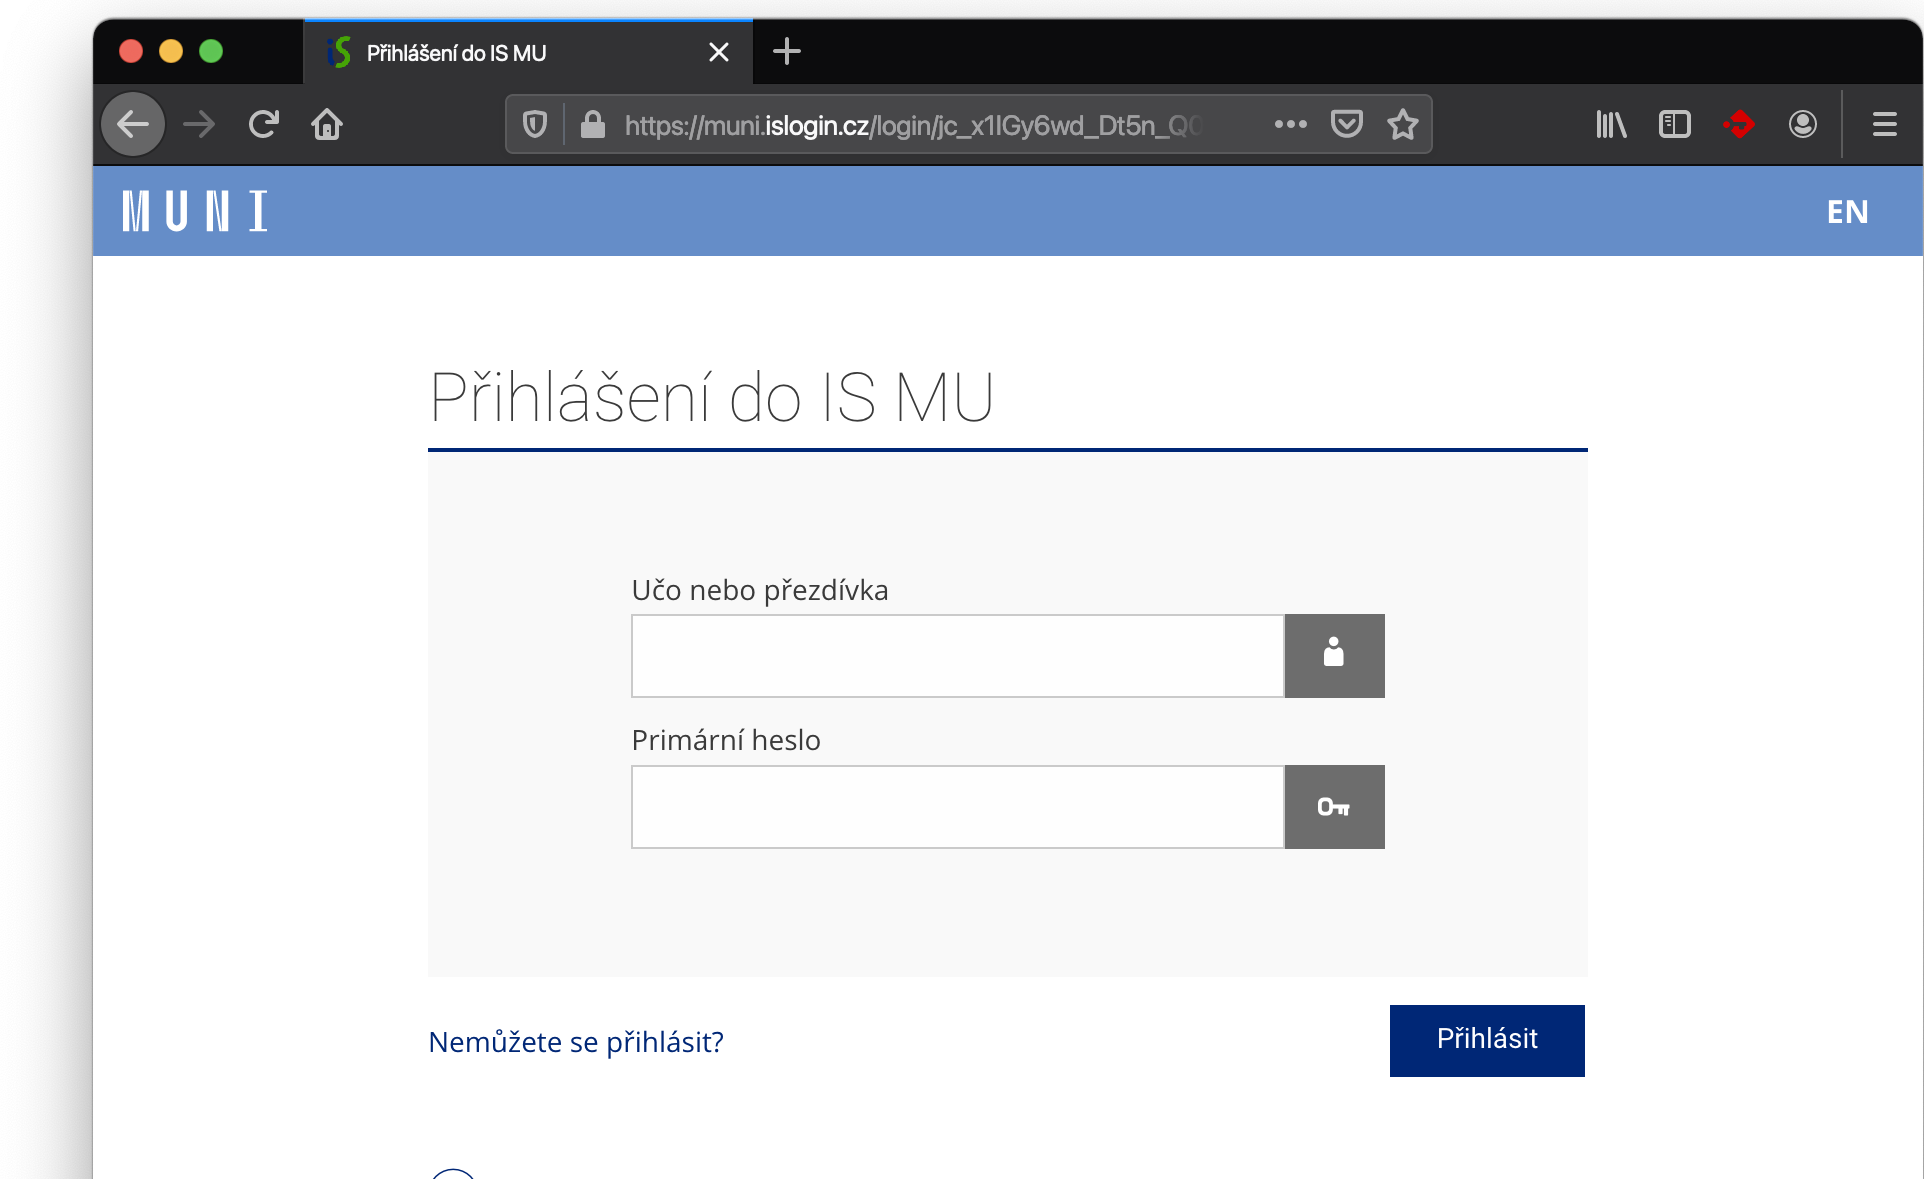 Přihlášení do IS MU
https://muni.islogin.cz/login/jc_x1IGy6wd_Dt5n_Q0
MUNI
EN
Přihlášení do IS MU
Učo nebo přezdívka
Primární heslo
Nemůžete se přihlásit?
Přihlásit